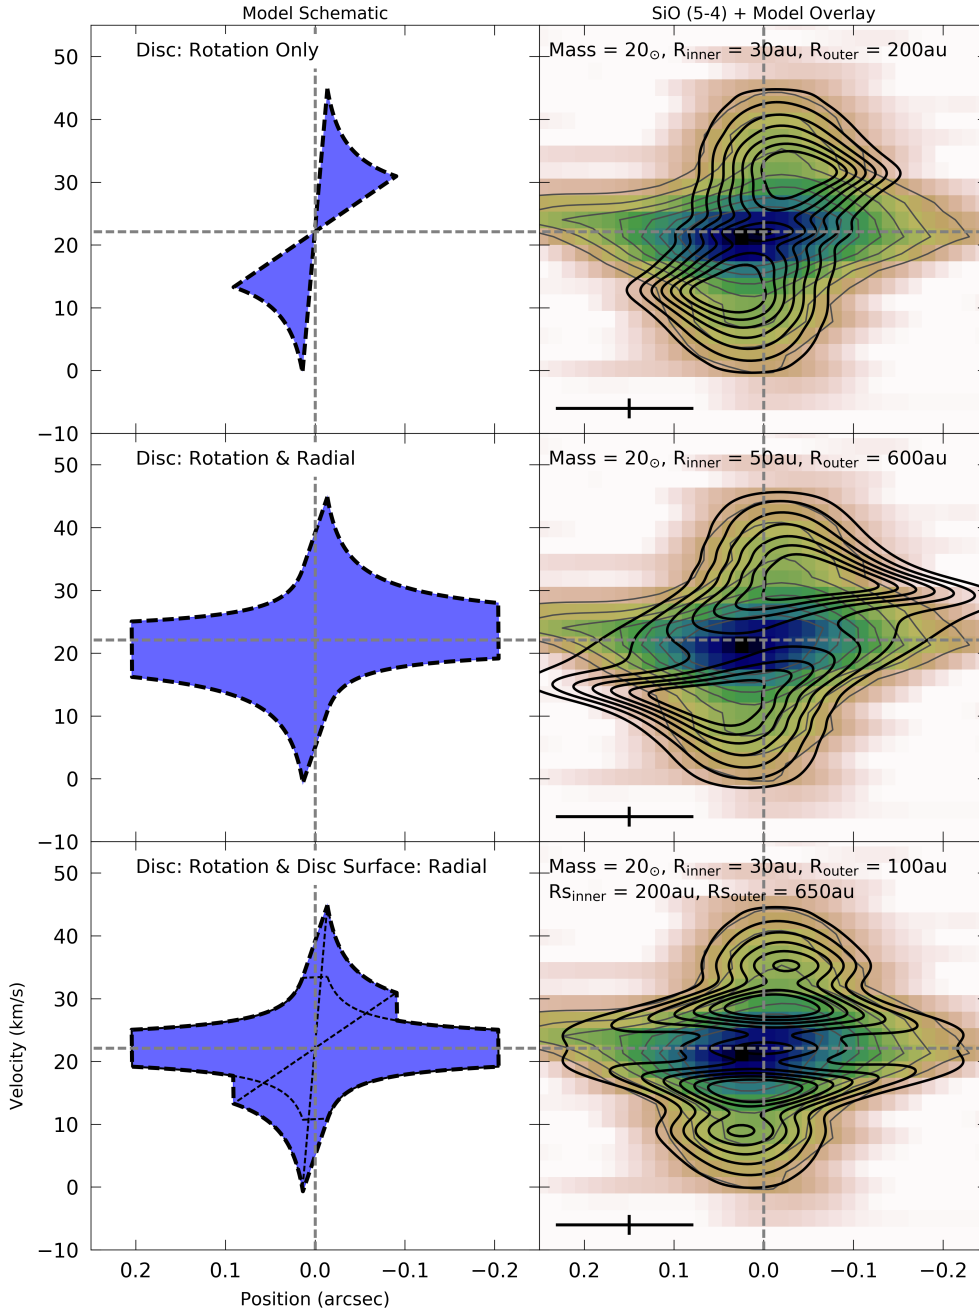 Model Schematic
SiO (5-4) + Model Overlay
Disc: Rotation Only
Mass = 20⊙, Rinner = 30au, Router = 200au
50
40
30
20
10
0
−10
Disc: Rotation & Radial
Mass = 20⊙, Rinner = 50au, Router = 600au
50
40
30
20
10
0
−10
Disc: Rotation & Disc Surface: Radial
Mass = 20⊙, Rinner = 30au, Router = 100au
Rsinner = 200au, Rsouter = 650au
50
40
30
20
10
0
−10
Velocity (km/s)
0.2 0.1 0.0 −0.1 −0.2
0.2 0.1 0.0 −0.1 −0.2
Position (arcsec)